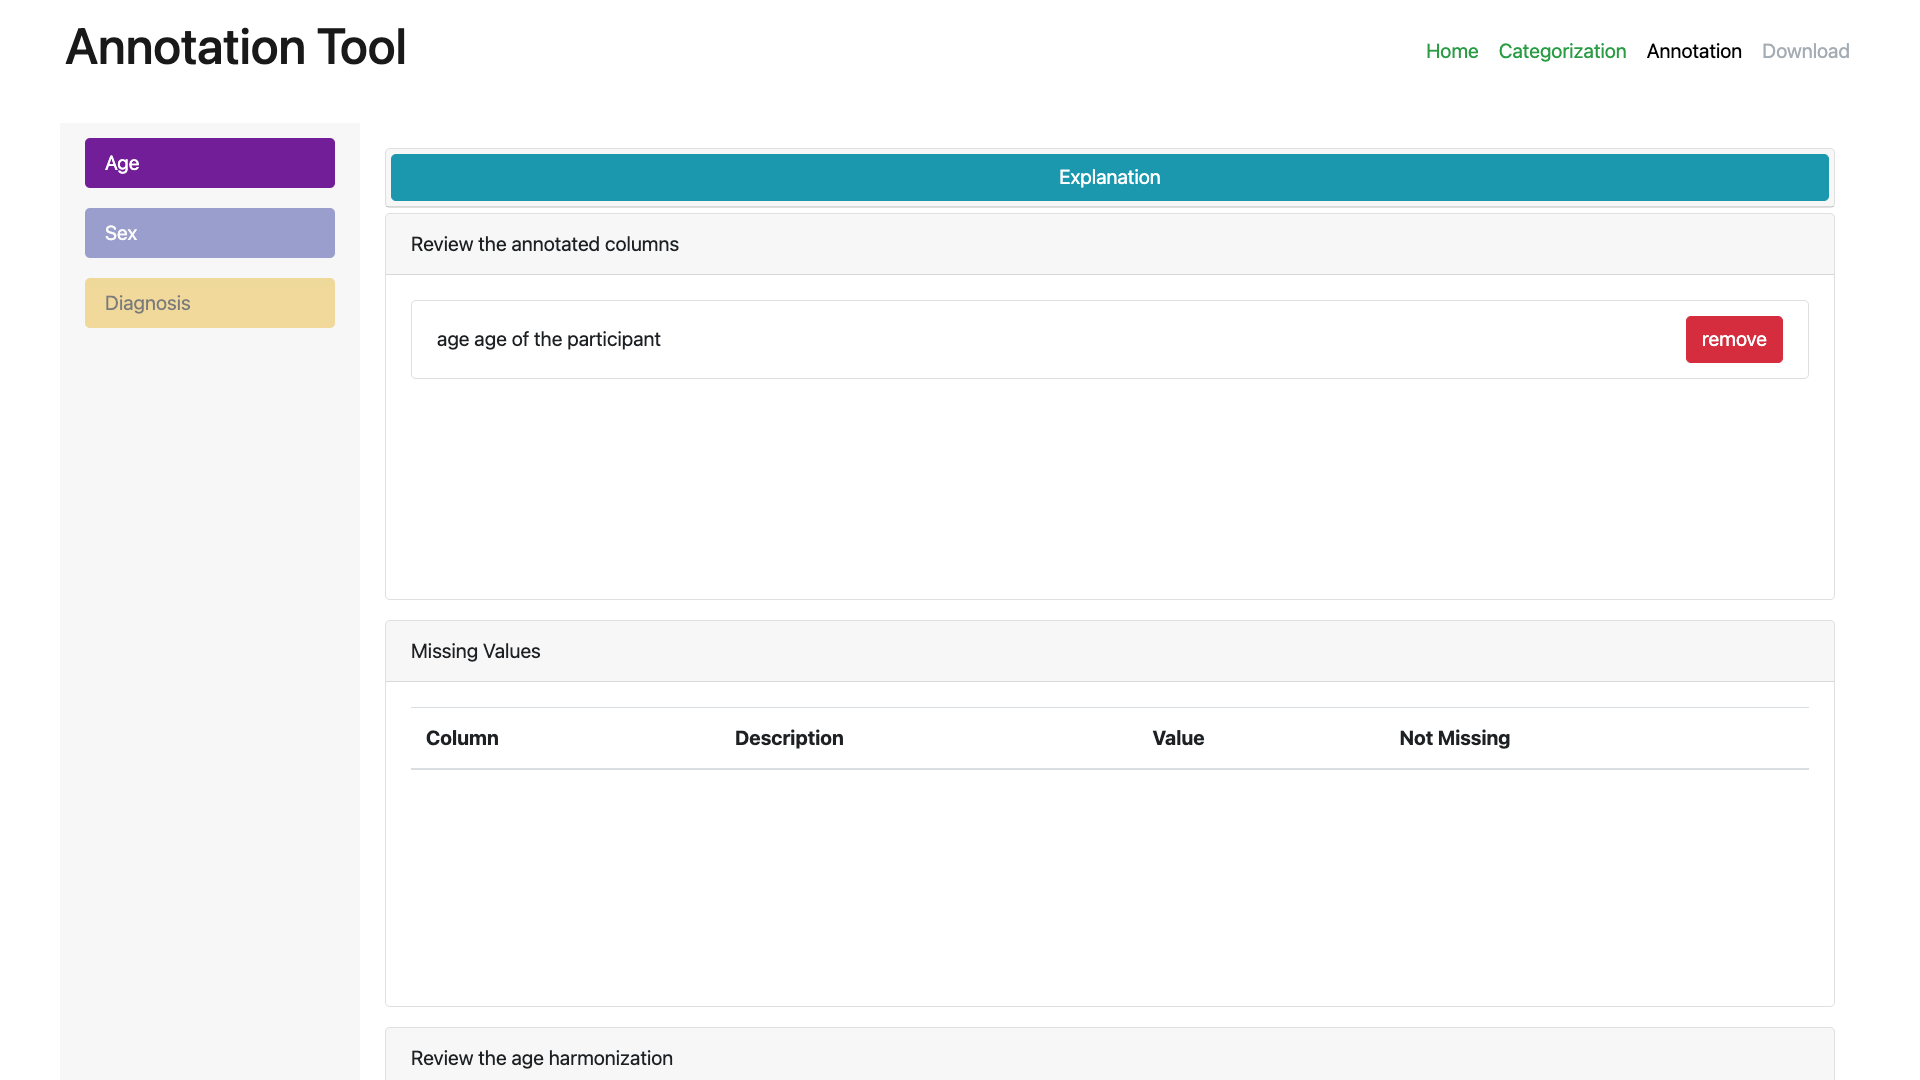 Annotation Tool
Home Categorization Annotation Download
Age
Sex
Diagnosis
Explanation
Review the annotated columns
age age of the participant remove
Missing Values
Column Description Value Not Missing
Review the age harmonization